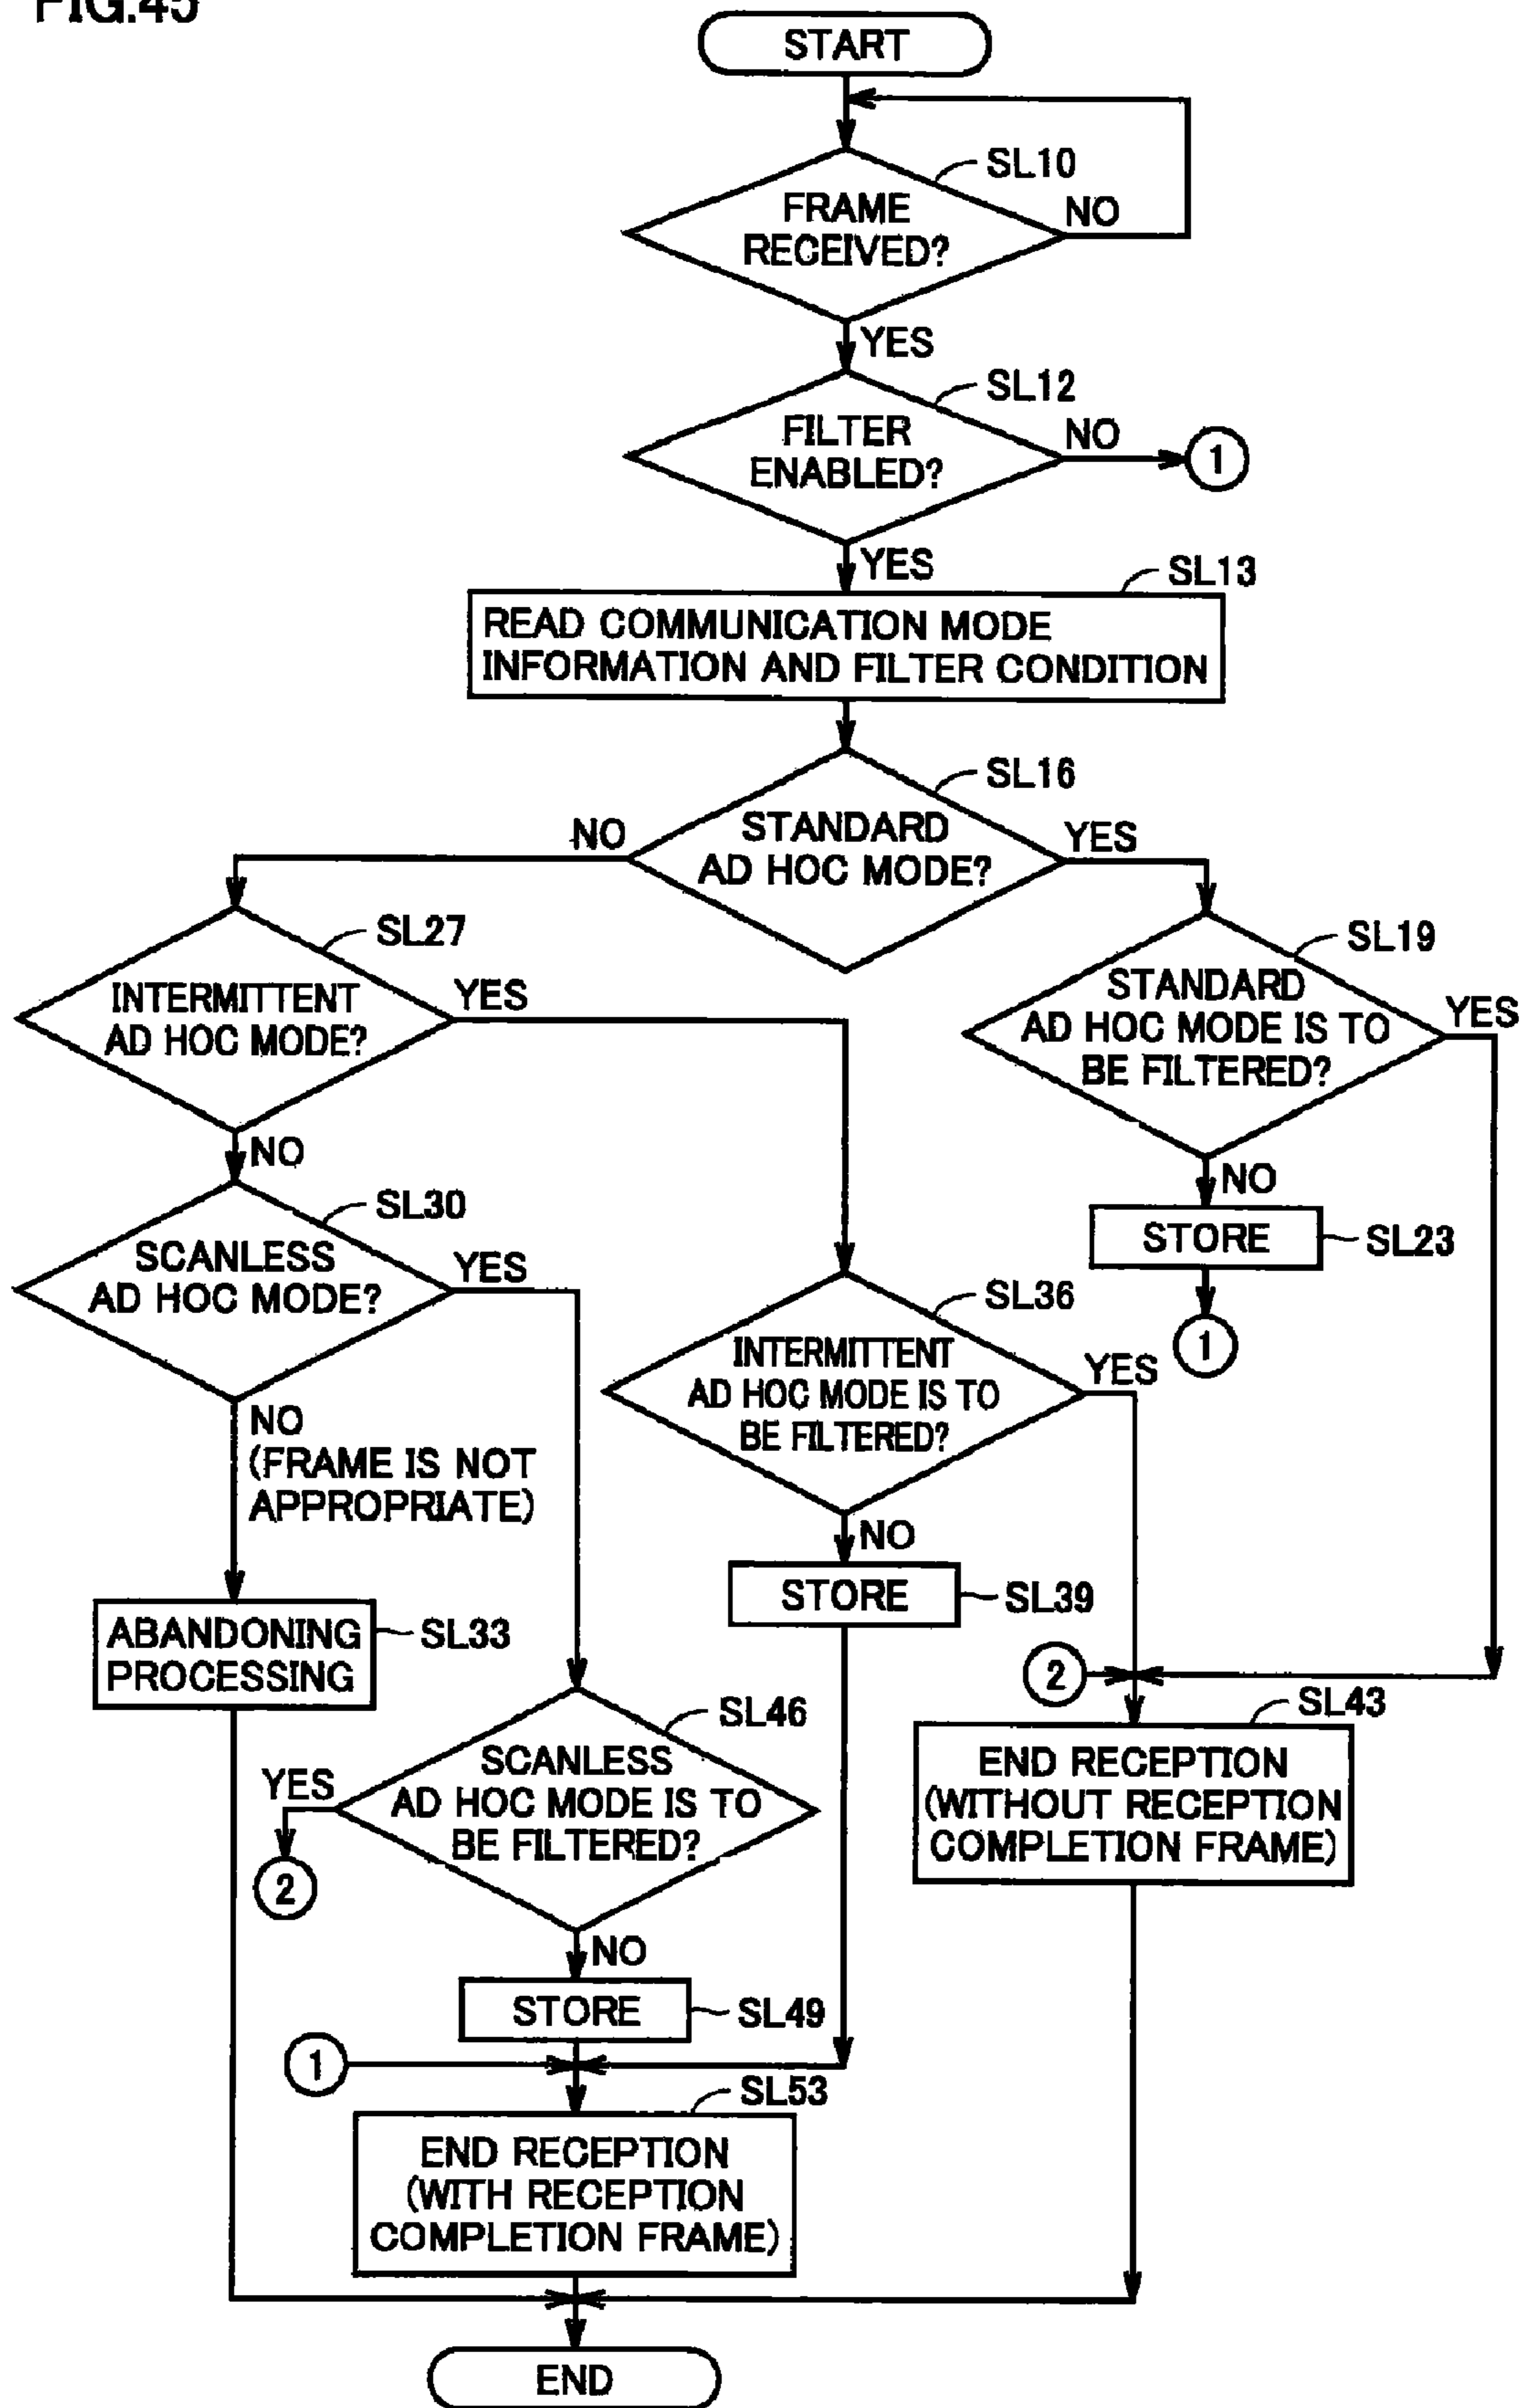 FIG.45
START
SL10
FRAME
RECEIVED?
NO
YES
SL12
FILTER
ENABLED?
NO
1
YES
SL13
READ COMMUNICATION MODE
INFORMATION AND FILTER CONDITION
SL16
STANDARD
AD HOC MODE?
NO
YES
SL27
INTERMITTENT
AD HOC MODE?
YES
NO
SL19
STANDARD
AD HOC MODE IS TO
BE FILTERED?
YES
NO
STORE
SL23
1
SL30
SCANLESS
AD HOC MODE?
YES
NO
(FRAME IS NOT
APPROPRIATE)
SL36
INTERMITTENT
AD HOC MODE IS TO
BE FILTERED?
YES
NO
STORE
SL39
ABANDONING
PROCESSING
SL33
2
SL43
END RECEPTION
(WITHOUT RECEPTION
COMPLETION FRAME)
SL46
SCANLESS
AD HOC MODE IS TO
BE FILTERED?
YES
2
NO
STORE
SL49
1
SL53
END RECEPTION
(WITH RECEPTION
COMPLETION FRAME)
END